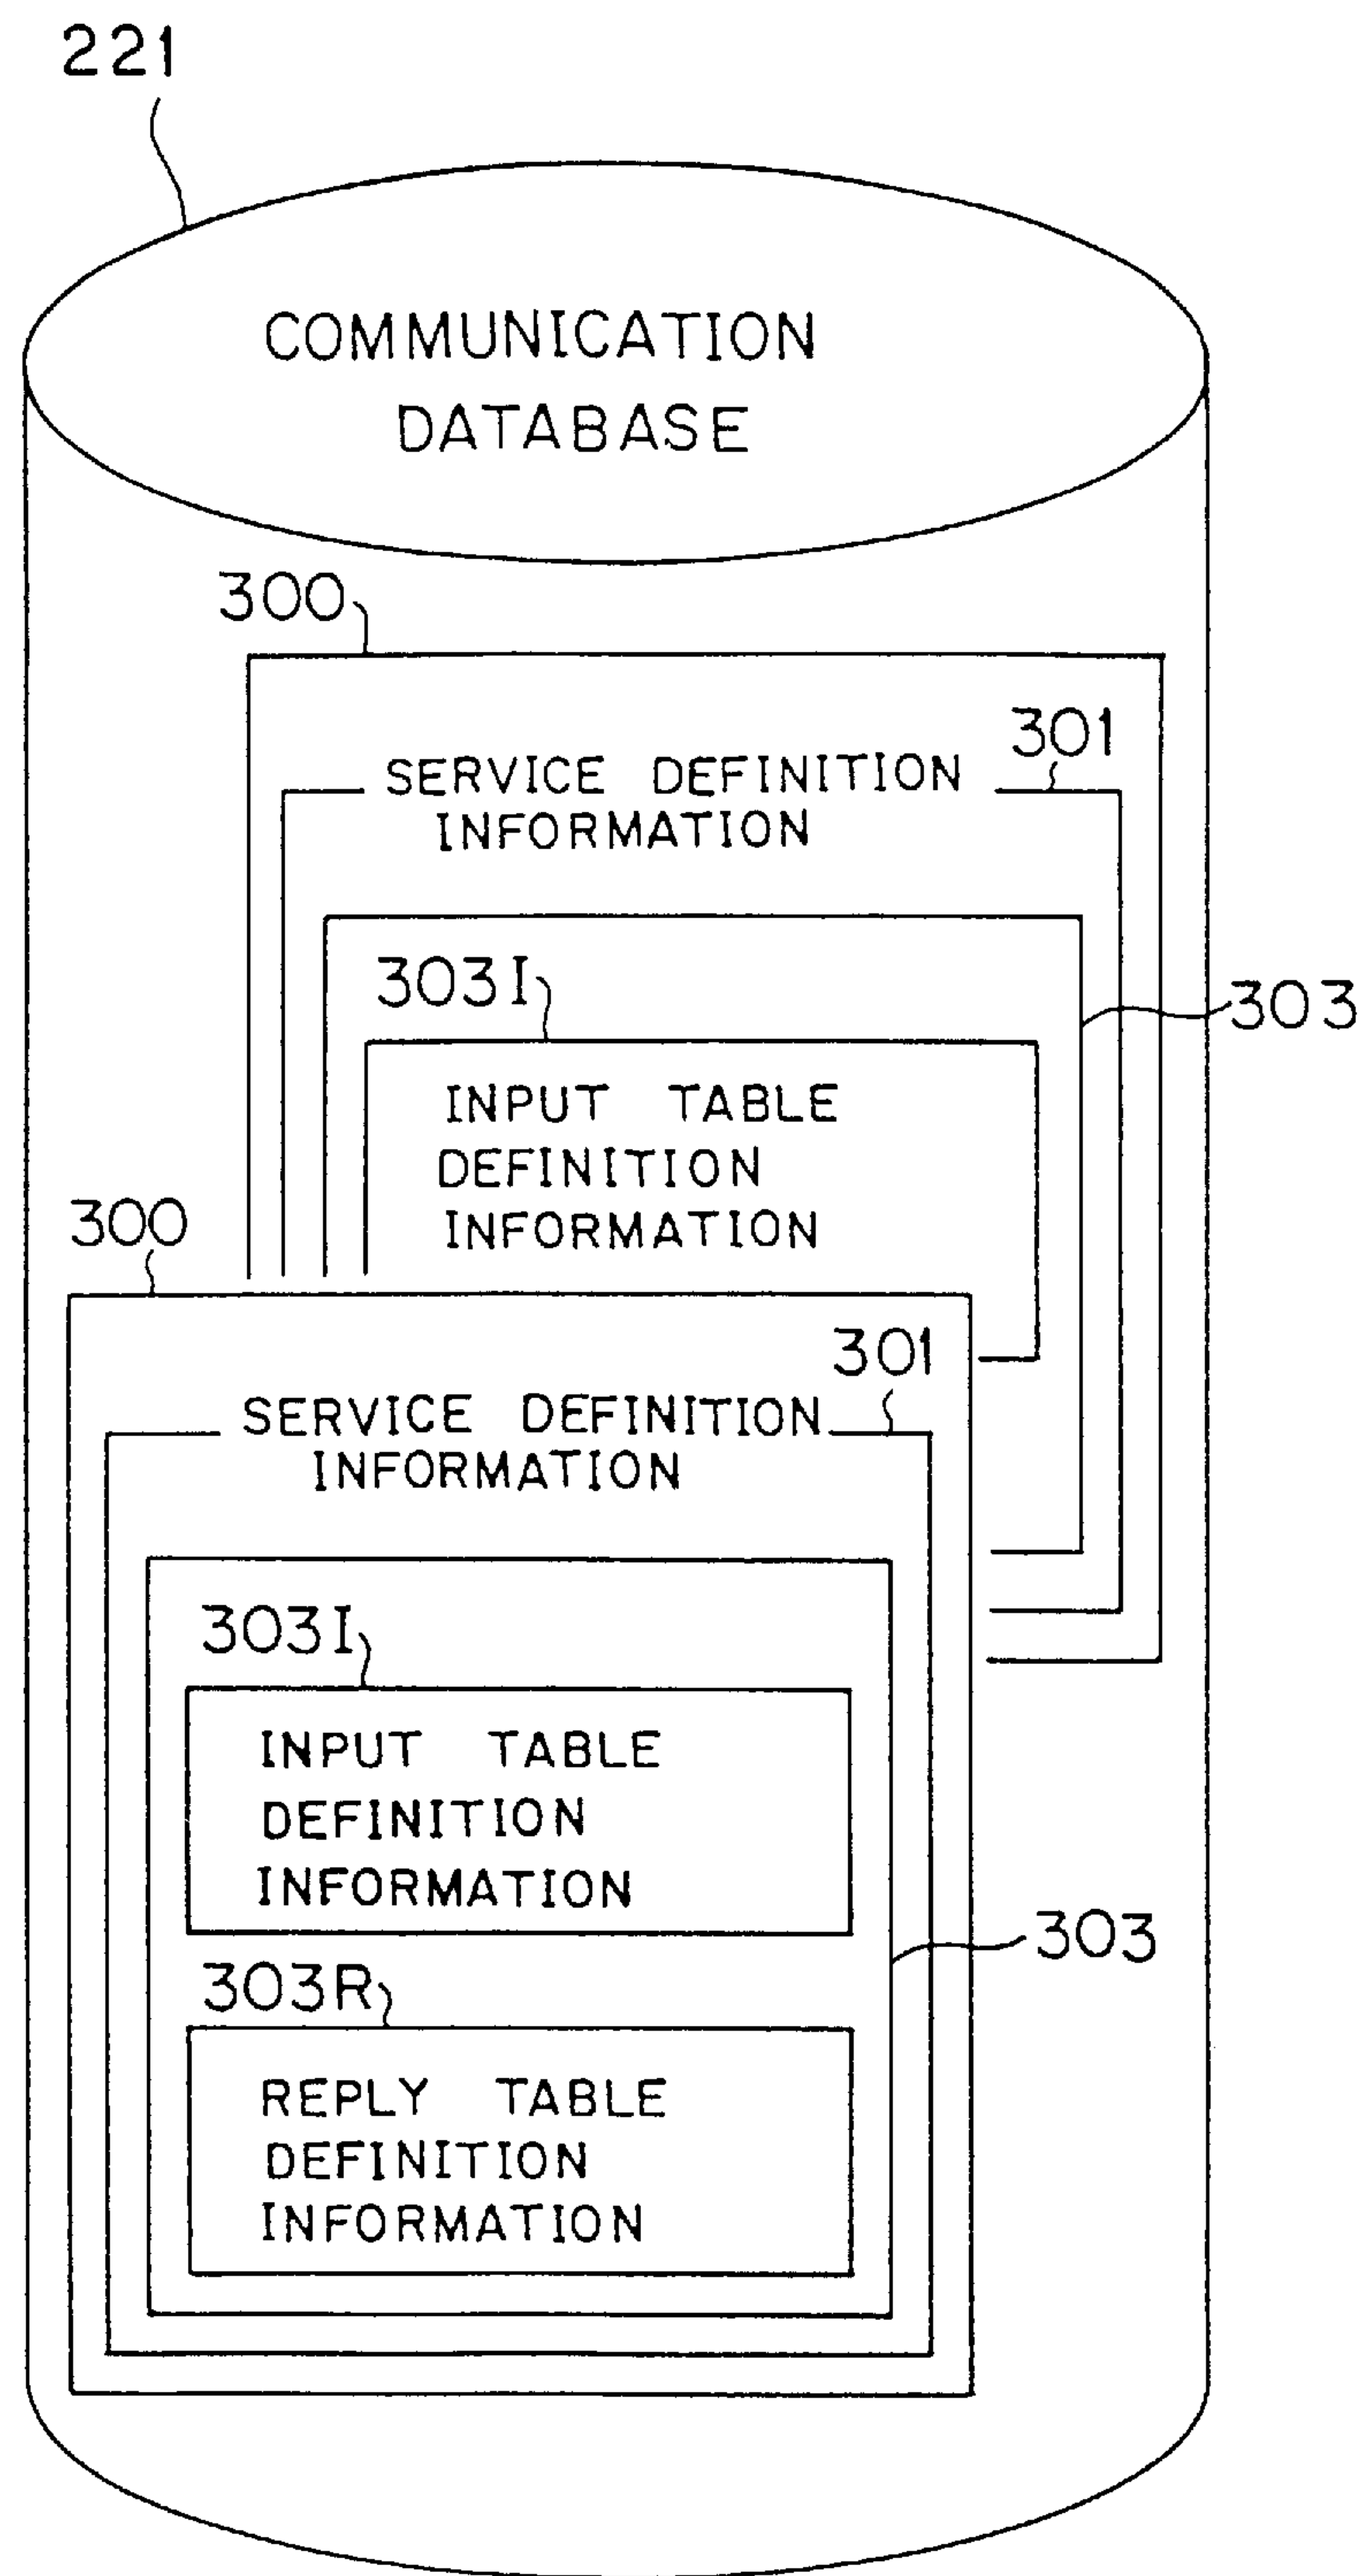 221
COMMUNICATION
DATABASE
300
301
SERVICE DEFINITION
INFORMATION
303I
303
INPUT TABLE
DEFINITION
INFORMATION
300
301
SERVICE DEFINITION
INFORMATION
303I
INPUT TABLE
DEFINITION
INFORMATION
303
303R
REPLY TABLE
DEFINITION
INFORMATION